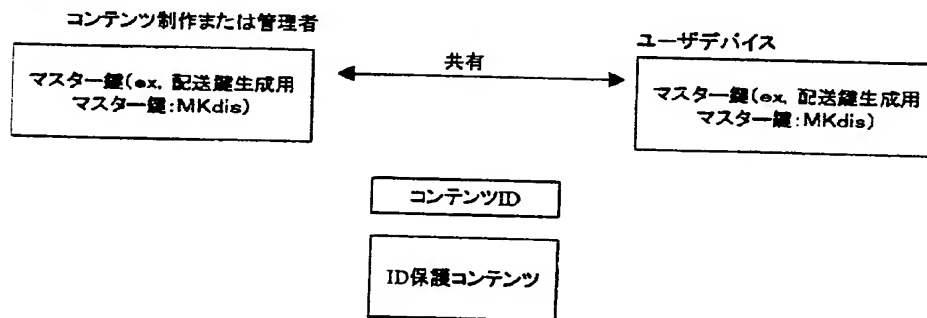 コンテンツ制作または管理者
ユーザデバイス
共有
マスター鍵(ex, 配送鍵生成用
マスター鍵:MKdis)
マスター鍵(ex, 配送鍵生成用
マスター鍵:MKdis)
コンテンツID
ID保護コンテンツ